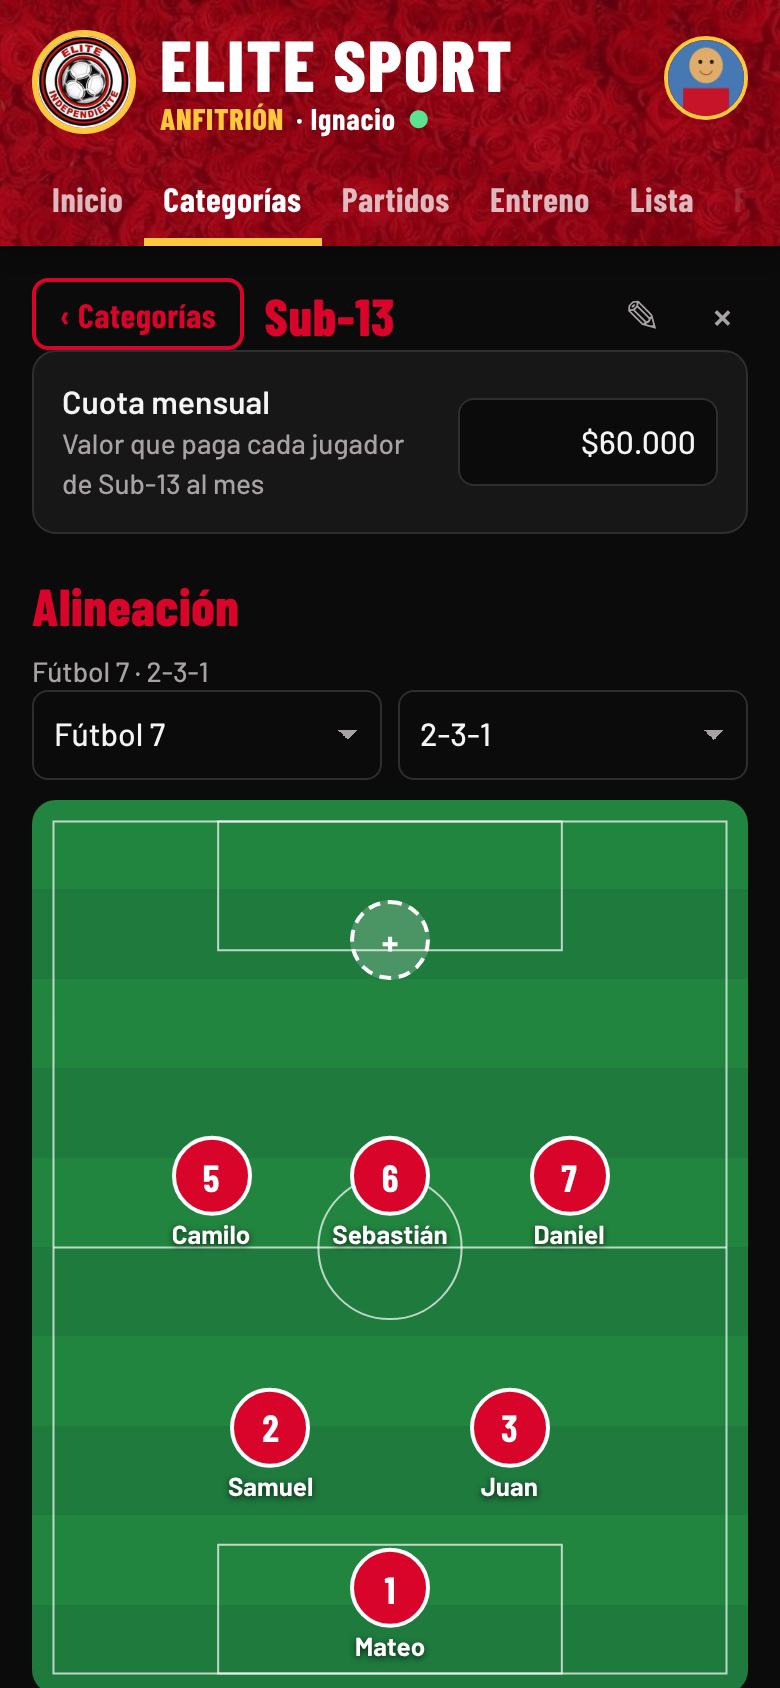 ELITE
INDEPENDIENTE
ELITE SPORT
ANFITRIÓN · Ignacio
Inicio Categorías Partidos Entreno Lista
‹ Categorías Sub-13 ✎ ×
Cuota mensual
Valor que paga cada jugador
de Sub-13 al mes
$60.000
Alineación
Fútbol 7 · 2-3-1
Fútbol 7 2-3-1
+
5 6 7
Camilo Sebastián Daniel
2 3
Samuel Juan
1
Mateo